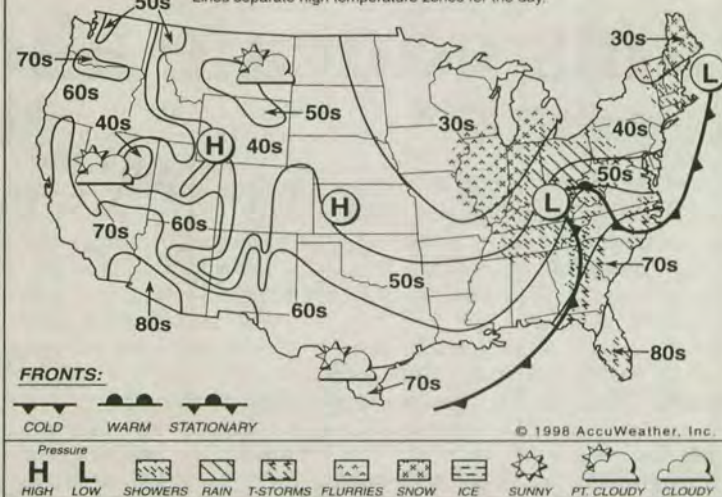 Lines separate high temperature zones for the day.
50s
30s
70s
L
60s
50s
30s
40s
40s
40s
H
50s
H
L
60s
70s
50s
70s
60s
80s
80s
70s
FRONTS:
COLD WARM STATIONARY
© 1998 AccuWeather, Inc.
Pressure
H L
HIGH LOW SHOWERS RAIN T-STORMS FLURRIES SNOW ICE SUNNY PT. CLOUDY CLOUDY